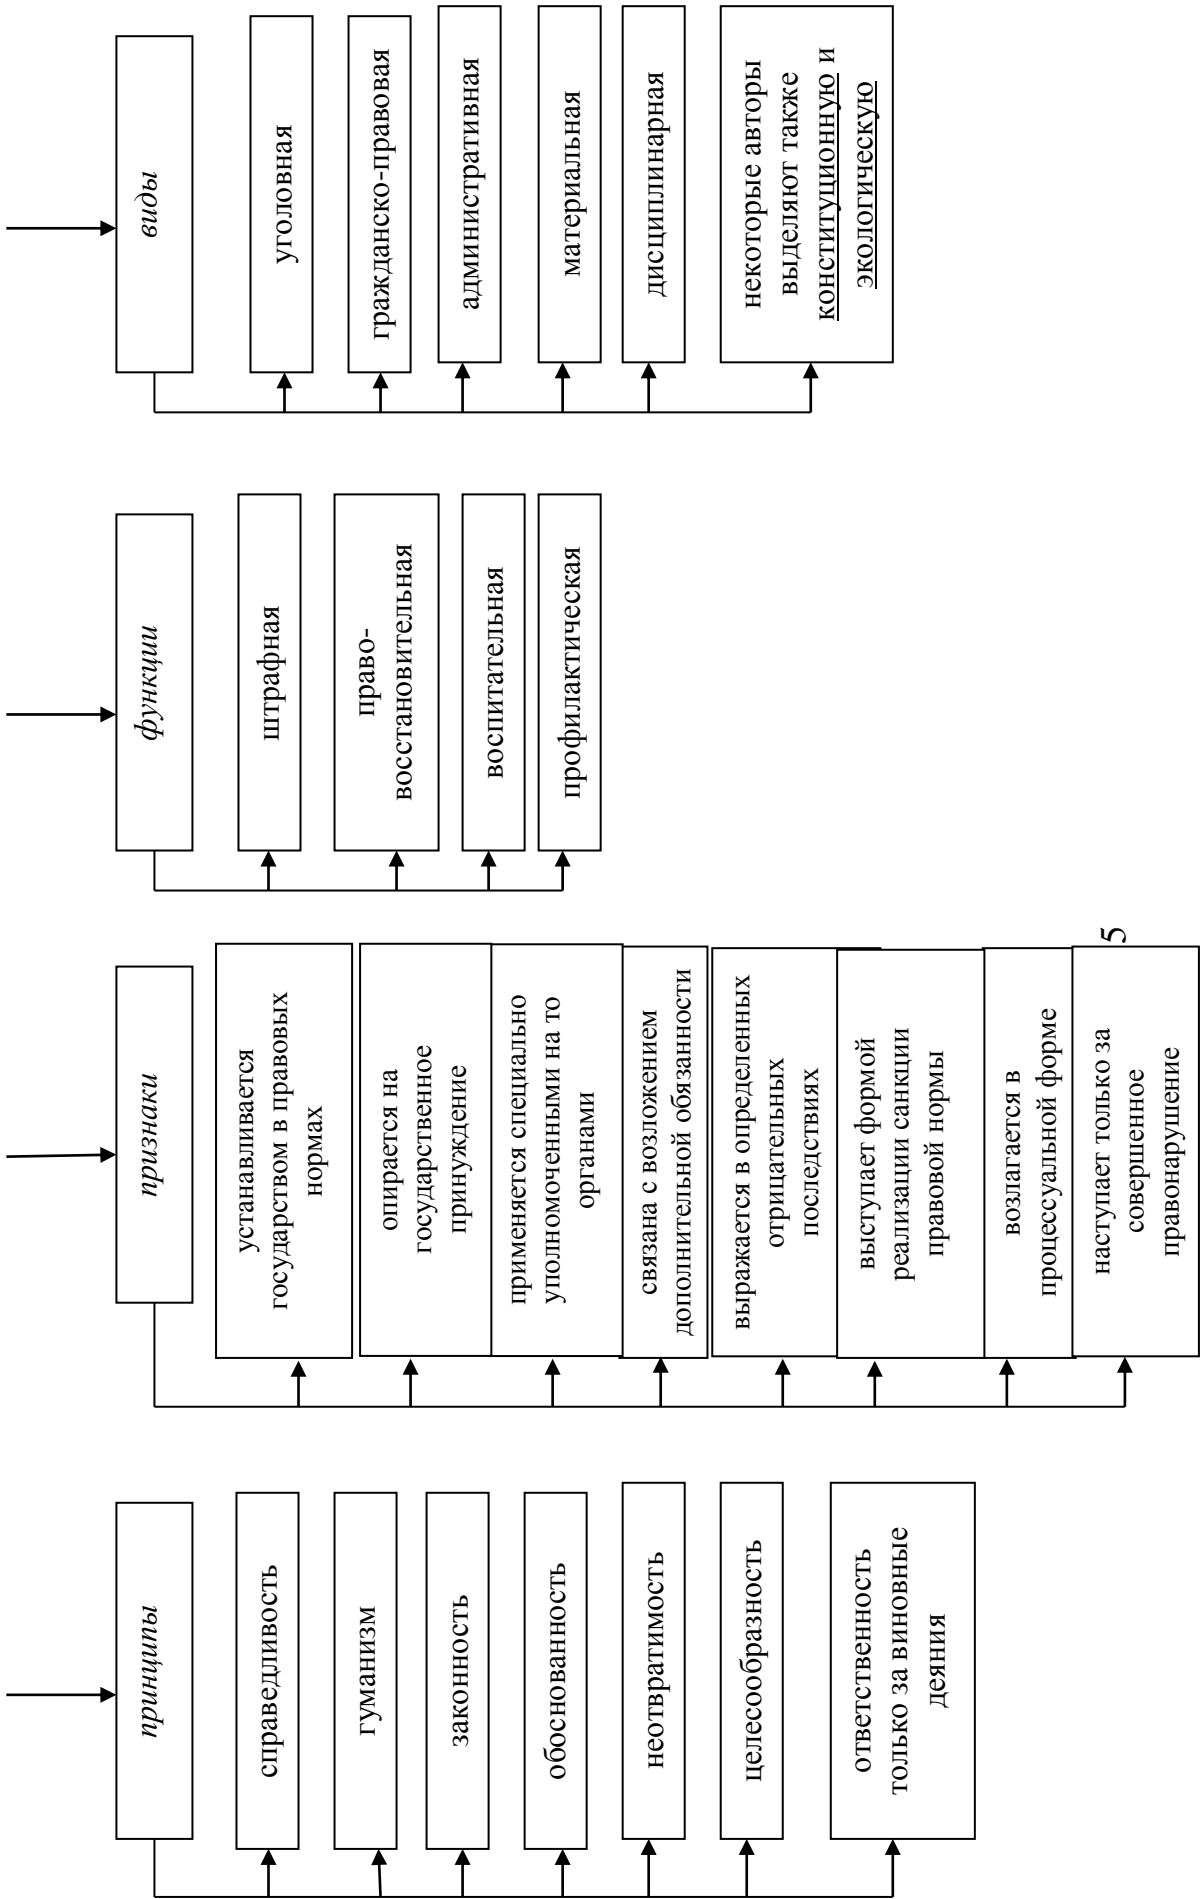 принципы
справедливость
гуманизм
законность
обоснованность
неотвратимость
целесообразность
ответственность
только за виновные
деяния
признаки
устанавливается
государством в правовых
нормах
опирается на
государственное
принуждение
применяется специально
уполномоченными на то
органами
связана с возложением
дополнительной обязанности
выражается в определенных
отрицательных
последствиях
выступает формой
реализации санкции
правовой нормы
возлагается в
процессуальной форме
наступает только за
совершенное
правонарушение
5
функции
штрафная
право-
восстановительная
воспитательная
профилактическая
виды
уголовная
гражданско-правовая
административная
материальная
дисциплинарная
некоторые авторы
выделяют также
конституционную и
экологическую